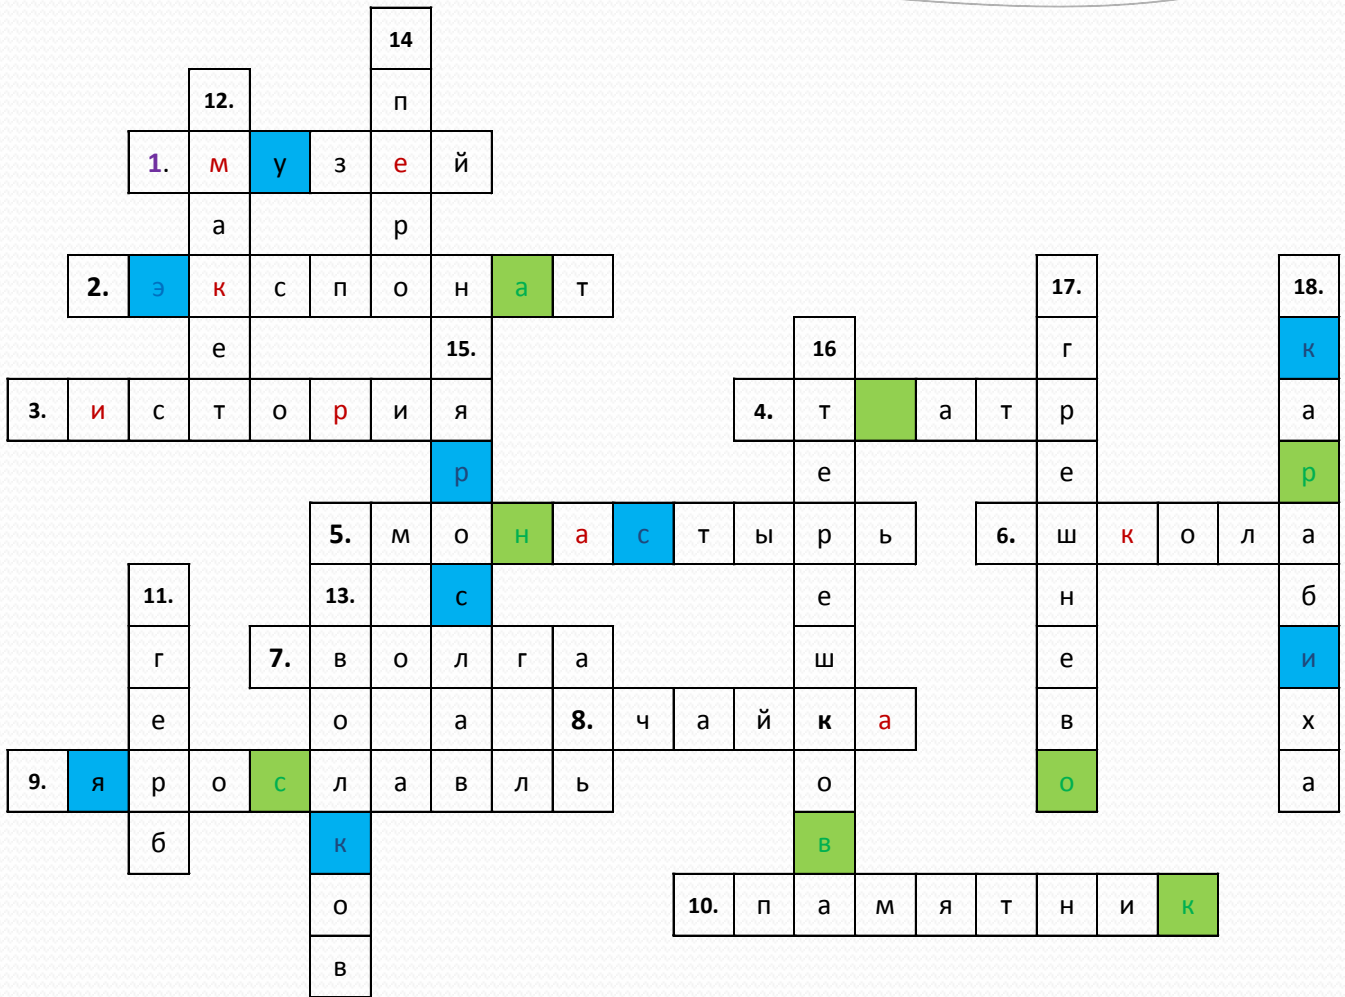 14
12. п
1. м у з е й
а р
2. э к с п о н а т 17. 18.
е 15. 16 г к
3. и с т о р и я 4. т а т р а
р е е р
5. м о н а с т ы р ь 6. ш к о л а
11. 13. с е н б
г 7. в о л г а ш е и
е о а 8. ч а й к а в х
9. я р о с л а в л ь о о а
б к в
о 10. п а м я т н и к
в